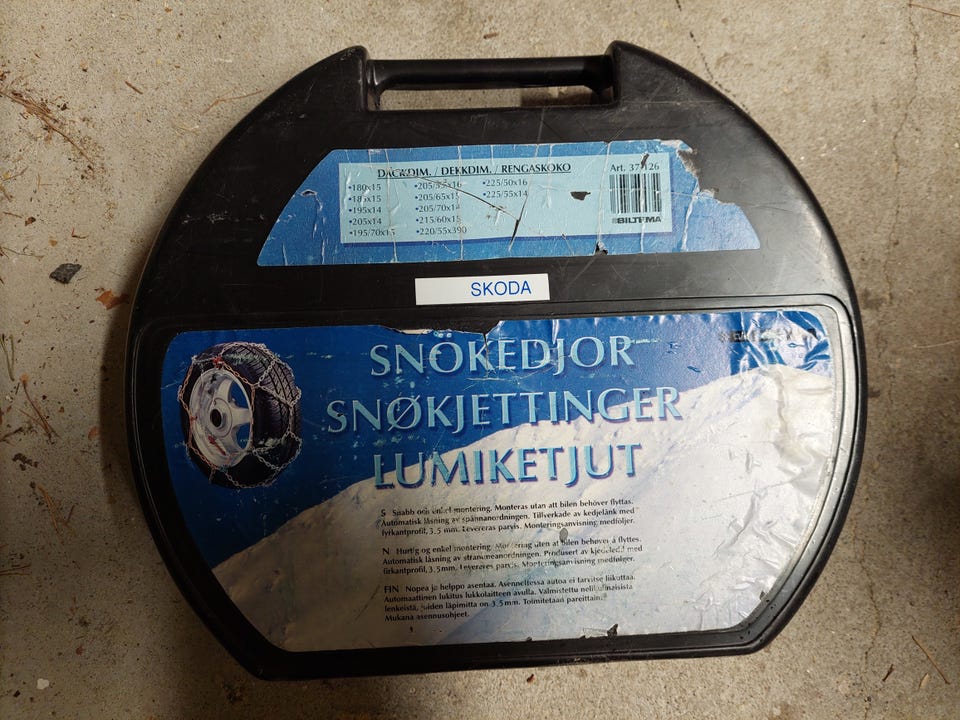 DÄCKDIM. / DEKKDIM. / RENGASKOKO
Art. 37-126
•180x15
•185x15
•195x14
•205x14
•195/70x15
•205/55x16
•205/65x15
•205/70x14
•215/60x15
•220/55x390
•225/50x16
•225/55x14
BILTEMA
SKODA
SNÖKEDJOR
SNØKJETTINGER
LUMIKETJUT
S Snabb och enkel montering. Monteras utan att bilen behöver flyttas.
Automatisk låsning av spännanordningen. Tillverkade av kedjelänk med
fyrkantprofil, 3.5 mm. Levereras parvis. Monteringsanvisning medföljer.
N Hurtig og enkel montering. Montering uten at bilen behøver å flyttes.
Automatisk låsning av strammeanordningen. Produsert av kjedeledd med
firkantprofil, 3.5mm. Levereres parvis. Monteringsanvisning medfølger.
FIN Nopea ja helppo asentaa. Asennettessa autoa ei tarvitse liikuttaa.
Automaattinen lukitus lukkolaitteen avulla. Valmistettu nelikulmaisista
lenkeistä, joiden läpimitta on 3.5mm. Toimitetaan pareittain.
Mukana asennusohjeet.